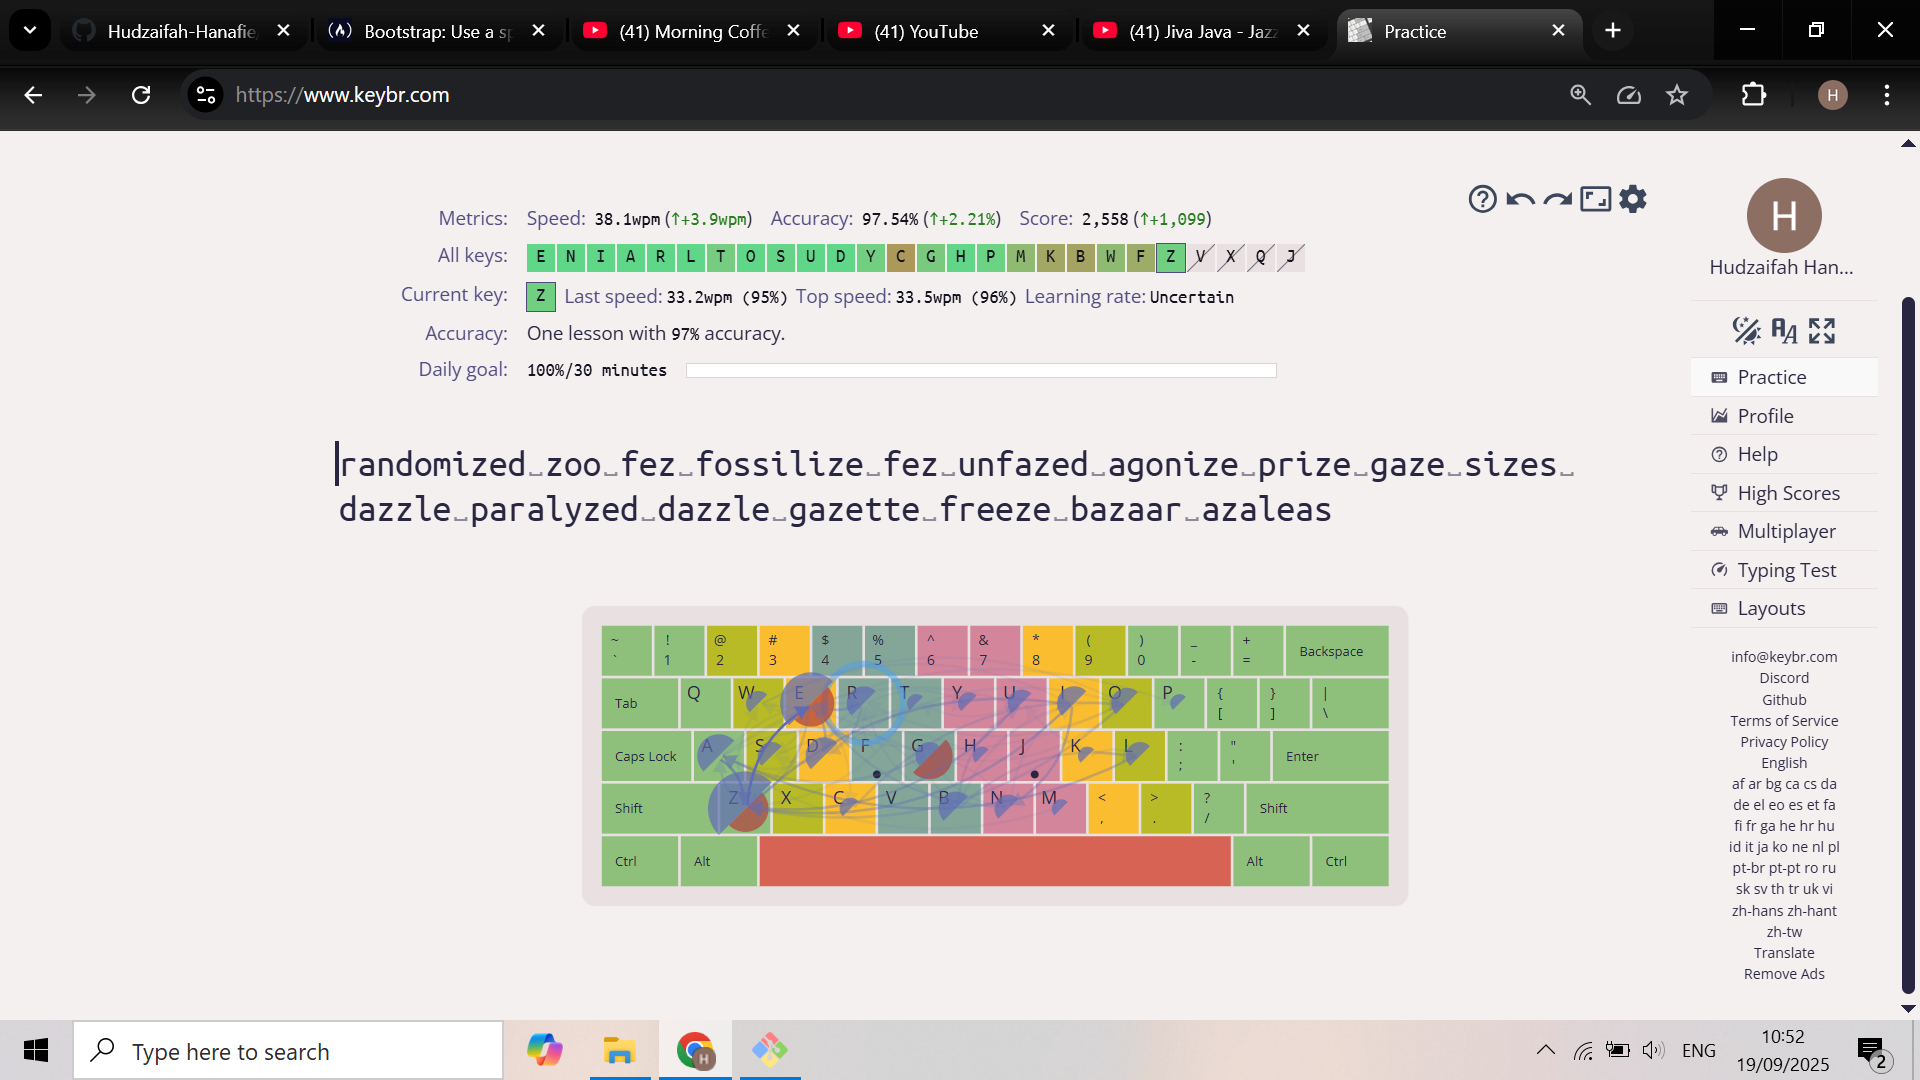 Hudzaifah-Hanafie,
Bootstrap: Use a sp
(41) Morning Coffe
(41) YouTube
(41) Jiva Java - Jazz
Practice
https://www.keybr.com
H
Metrics: Speed: 38.1wpm (↑+3.9wpm) Accuracy: 97.54% (↑+2.21%) Score: 2,558 (↑+1,099)
All keys: E N I A R L T O S U D Y C G H P M K B W F Z V X Q J
Current key: Z Last speed: 33.2wpm (95%) Top speed: 33.5wpm (96%) Learning rate: Uncertain
Accuracy: One lesson with 97% accuracy.
Daily goal: 100%/30 minutes
randomized␣zoo␣fez␣fossilize␣fez␣unfazed␣agonize␣prize␣gaze␣sizes␣
dazzle␣paralyzed␣dazzle␣gazette␣freeze␣bazaar␣azaleas
~ ! @ # $ % ^ & * ( ) _ +
` 1 2 3 4 5 6 7 8 9 0 - = Backspace
Tab Q W E R T Y U I O P { } |
[ ] \
Caps Lock A S D F G H J K L : "
; ' Enter
Shift Z X C V B N M < > ?
, . / Shift
Ctrl Alt Alt Ctrl
H
Hudzaifah Han...
Practice
Profile
Help
High Scores
Multiplayer
Typing Test
Layouts
info@keybr.com
Discord
Github
Terms of Service
Privacy Policy
English
af ar bg ca cs da
de el eo es et fa
fi fr ga he hr hu
id it ja ko ne nl pl
pt-br pt-pt ro ru
sk sv th tr uk vi
zh-hans zh-hant
zh-tw
Translate
Remove Ads
Type here to search
H
ENG
10:52
19/09/2025
2